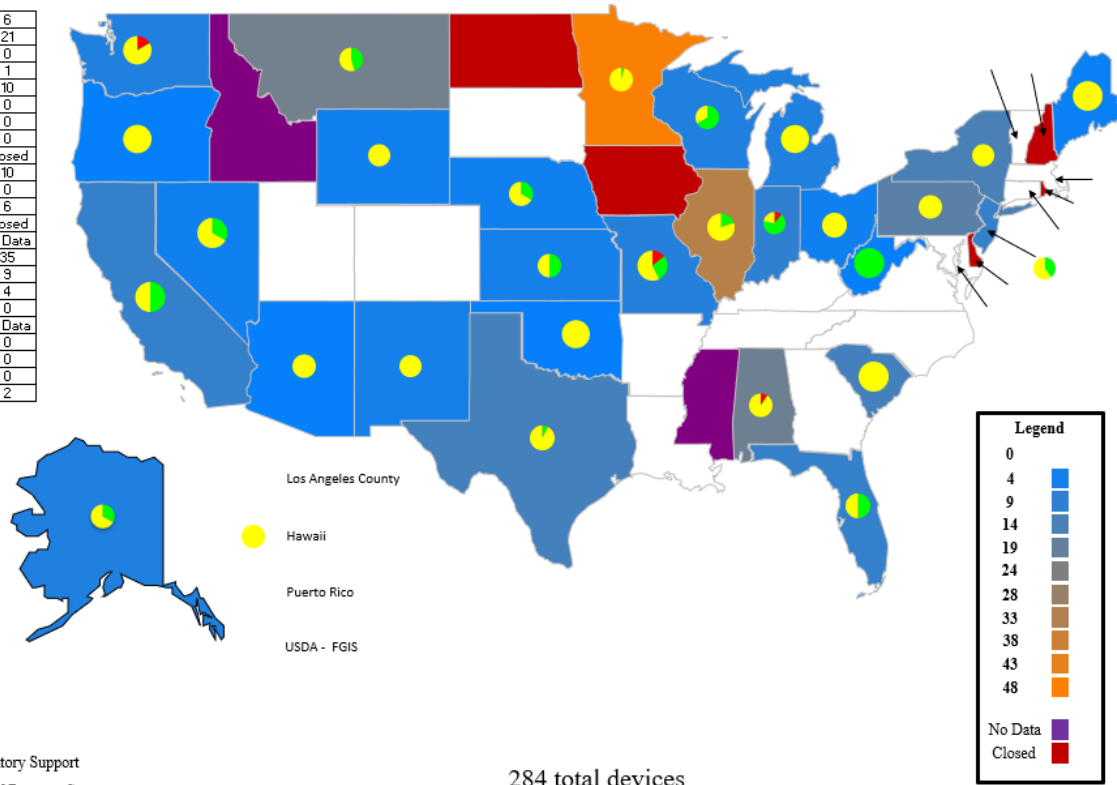 6
21
0
1
10
0
0
0
osed
10
0
6
osed
Data
35
9
4
0
Data
0
0
0
2
Los Angeles County
Hawaii
Puerto Rico
USDA - FGIS
Legend
0
4
9
14
19
24
28
33
38
43
48
No Data
Closed
tory Support
284 total devices